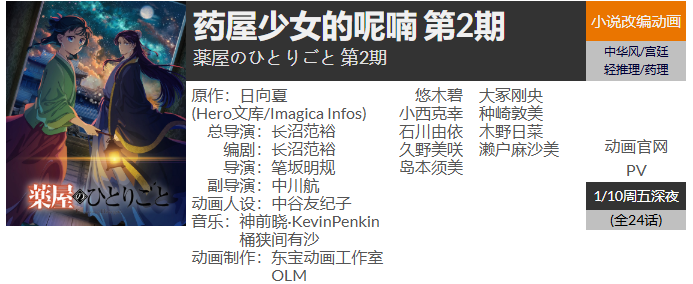 药屋少女的呢喃 第2期
薬屋のひとりごと 第2期
小说改编动画
中华风/宫廷
轻推理/药理
薬屋のひとりごと
原作：日向夏
(Hero文库/Imagica Infos)
总导演：长沼范裕
编剧：长沼范裕
导演：笔坂明规
副导演：中川航
动画人设：中谷友纪子
音乐：神前晓·KevinPenkin
桶狭间有沙
动画制作：东宝动画工作室
OLM
悠木碧 大冢刚央
小西克幸 种崎敦美
石川由依 木野日菜
久野美咲 濑户麻沙美
岛本须美
动画官网
PV
1/10周五深夜
(全24话)